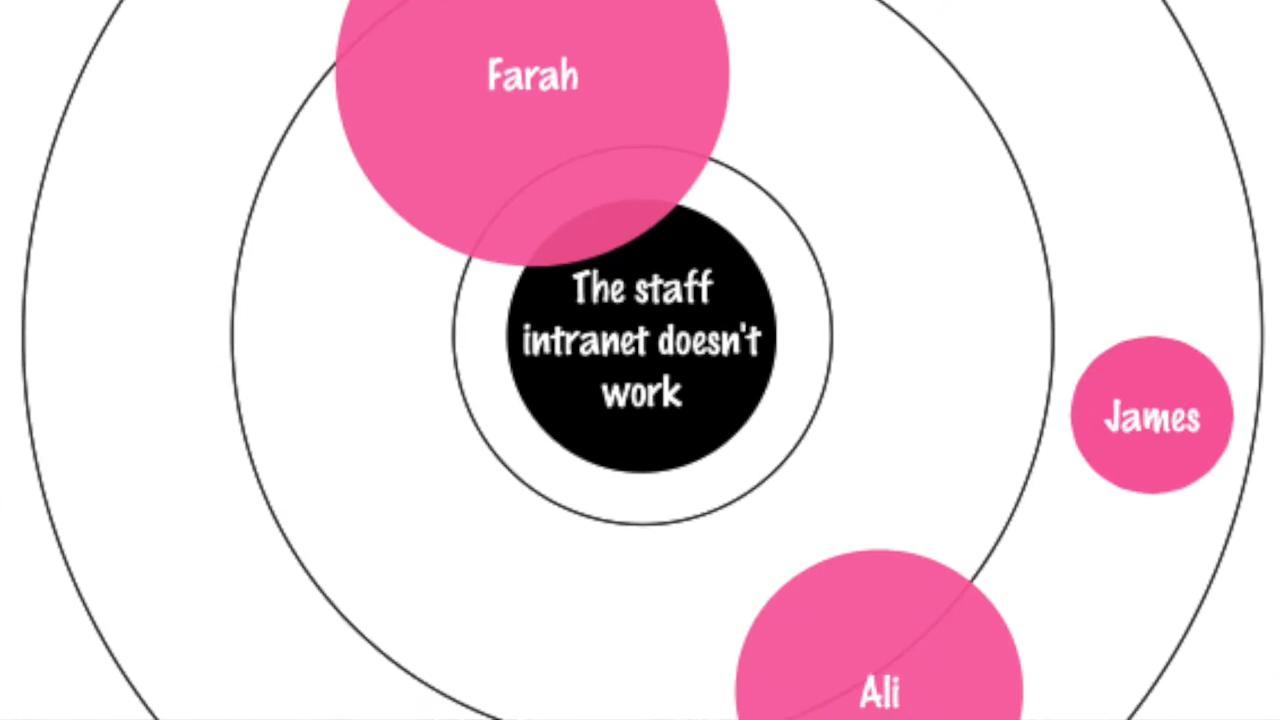 Farah
The staff
intranet doesn't
work
James
Ali